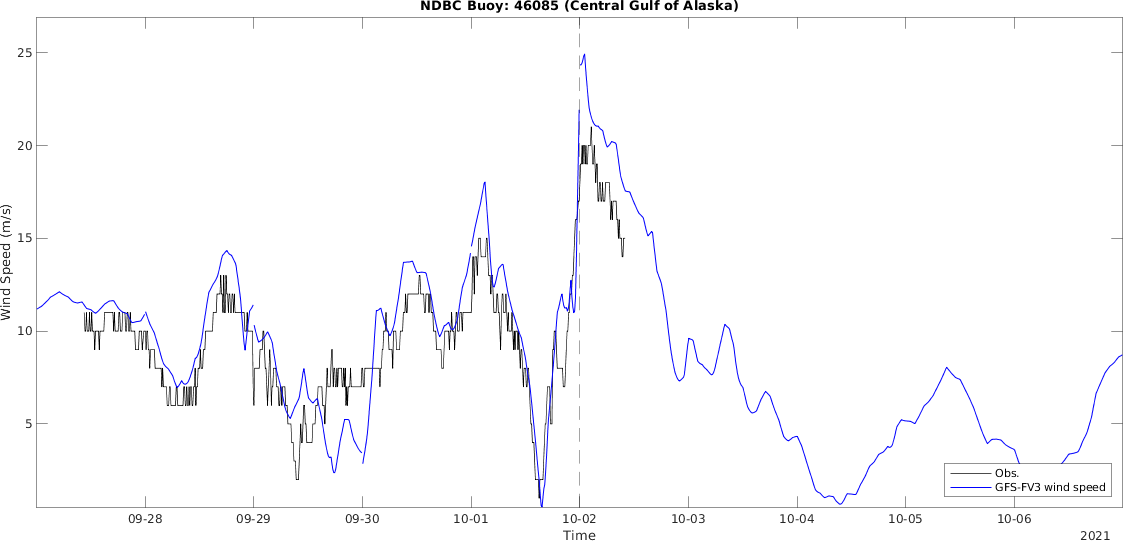 NDBC Buoy: 46085 (Central Gulf of Alaska)
25
20
15
10
5
Wind Speed (m/s)
Obs.
GFS-FV3 wind speed
09-28 09-29 09-30 10-01 10-02 10-03 10-04 10-05 10-06
Time
2021